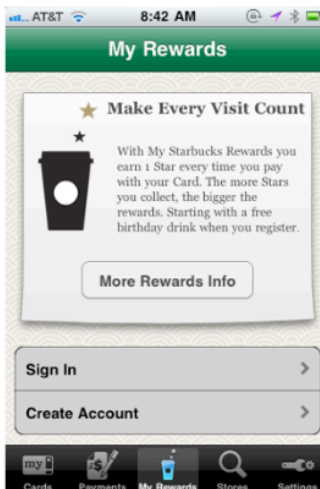 AT&T 8:42 AM
My Rewards
Make Every Visit Count
With My Starbucks Rewards you
earn 1 Star every time you pay
with your Card. The more Stars
you collect, the bigger the
rewards. Starting with a free
birthday drink when you register.
More Rewards Info
Sign In
Create Account
my $
Cards Payments My Rewards Stores Settings